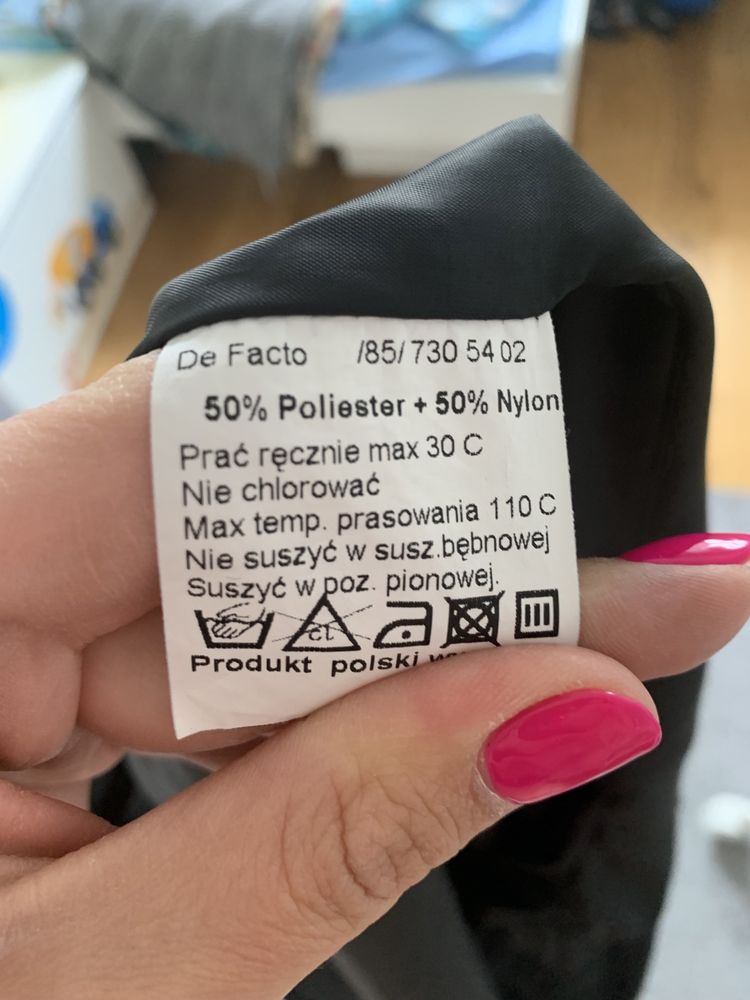 De Facto /85/ 730 54 02
50% Poliester + 50% Nylon
Prać ręcznie max 30 C
Nie chlorować
Max temp. prasowania 110 C
Nie suszyć w susz.bębnowej
Suszyć w poz. pionowej.
cL
Produkt polski